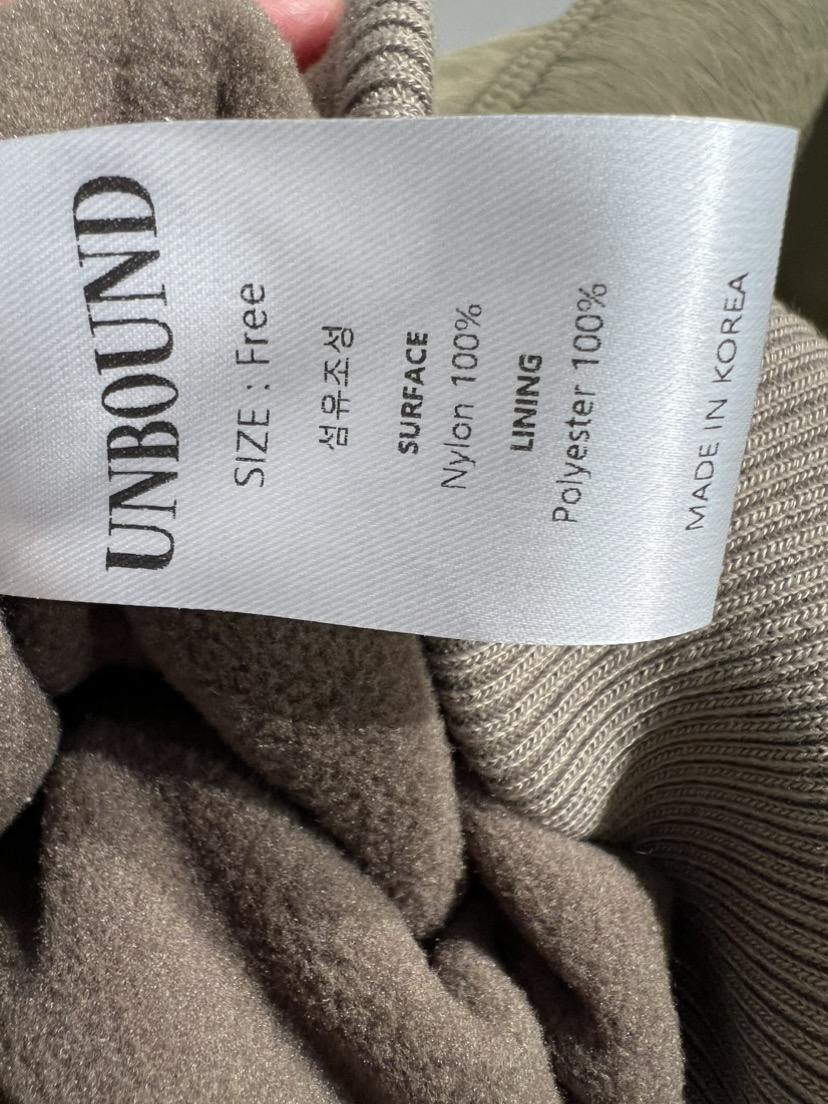 UNBOUND
SIZE : Free
섬유조성
SURFACE
Nylon 100%
LINING
Polyester 100%
MADE IN KOREA